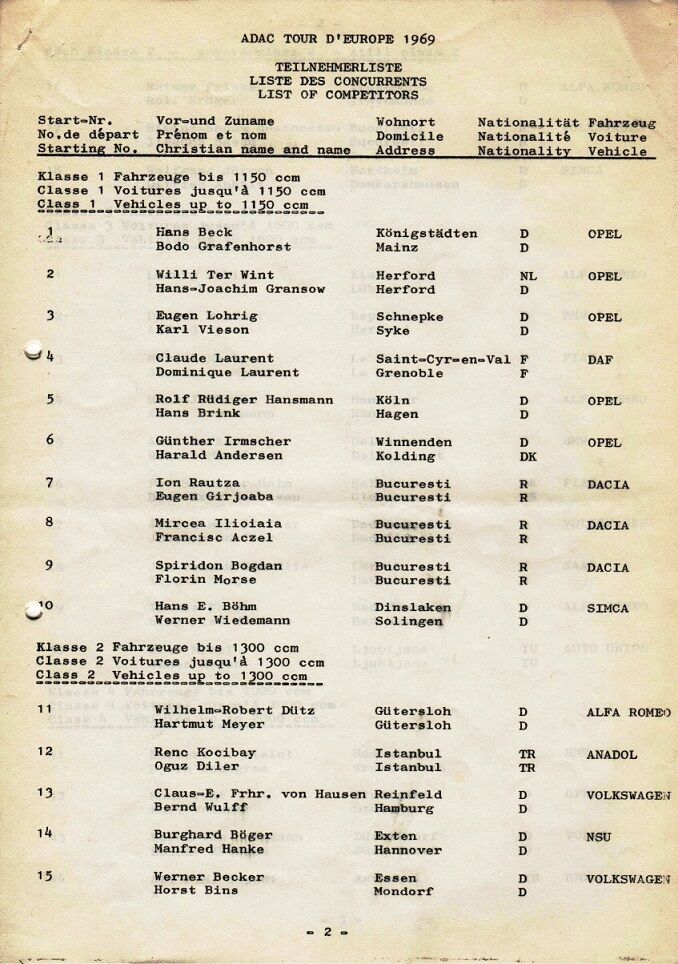 ADAC TOUR D'EUROPE 1969
TEILNEHMERLISTE
LISTE DES CONCURRENTS
LIST OF COMPETITORS
Start-Nr. Vor-und Zuname Wohnort Nationalität Fahrzeug
No.de départ Prénom et nom Domicile Nationalité Voiture
Starting No. Christian name and name Address Nationality Vehicle
Klasse 1 Fahrzeuge bis 1150 ccm
Classe 1 Voitures jusqu'à 1150 ccm
Class 1 Vehicles up to 1150 ccm
1 Hans Beck Königstädten D OPEL
Bodo Grafenhorst Mainz D
2 Willi Ter Wint Herford NL OPEL
Hans-Joachim Gransow Herford D
3 Eugen Lohrig Schnepke D OPEL
Karl Vieson Syke D
4 Claude Laurent Saint-Cyr-en-Val F DAF
Dominique Laurent Grenoble F
5 Rolf Rüdiger Hansmann Köln D OPEL
Hans Brink Hagen D
6 Günther Irmscher Winnenden D OPEL
Harald Andersen Kolding DK
7 Ion Rautza Bucuresti R DACIA
Eugen Girjoaba Bucuresti R
8 Mircea Ilioiaia Bucuresti R DACIA
Francisc Aczel Bucuresti R
9 Spiridon Bogdan Bucuresti R DACIA
Florin Morse Bucuresti R
10 Hans E. Böhm Dinslaken D SIMCA
Werner Wiedemann Solingen D
Klasse 2 Fahrzeuge bis 1300 ccm
Classe 2 Voitures jusqu'à 1300 ccm
Class 2 Vehicles up to 1300 ccm
11 Wilhelm-Robert Dütz Gütersloh D ALFA ROMEO
Hartmut Meyer Gütersloh D
12 Renc Kocibay Istanbul TR ANADOL
Oguz Diler Istanbul TR
13 Claus-E. Frhr. von Hausen Reinfeld D VOLKSWAGEN
Bernd Wulff Hamburg D
14 Burghard Böger Exten D NSU
Manfred Hanke Hannover D
15 Werner Becker Essen D VOLKSWAGEN
Horst Bins Mondorf D
- 2 -